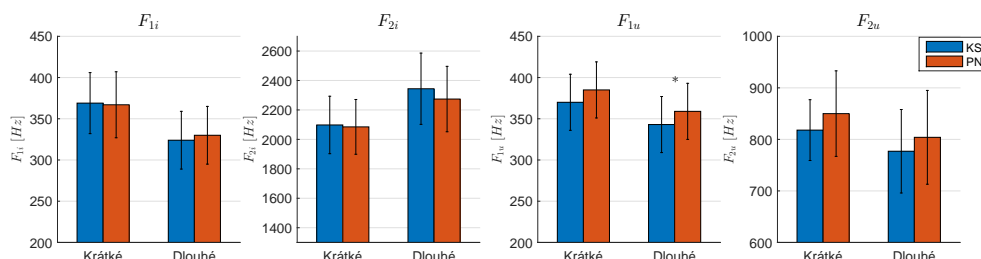 F1i
F1i [Hz]
450
400
350
300
250
200
Krátké Dlouhé
F2i
F2i [Hz]
2600
2400
2200
2000
1800
1600
1400
Krátké Dlouhé
F1u
F1u [Hz]
450
400
350
300
250
200
*
Krátké Dlouhé
F2u
F2u [Hz]
1000
900
800
700
600
Krátké Dlouhé
KS
PN